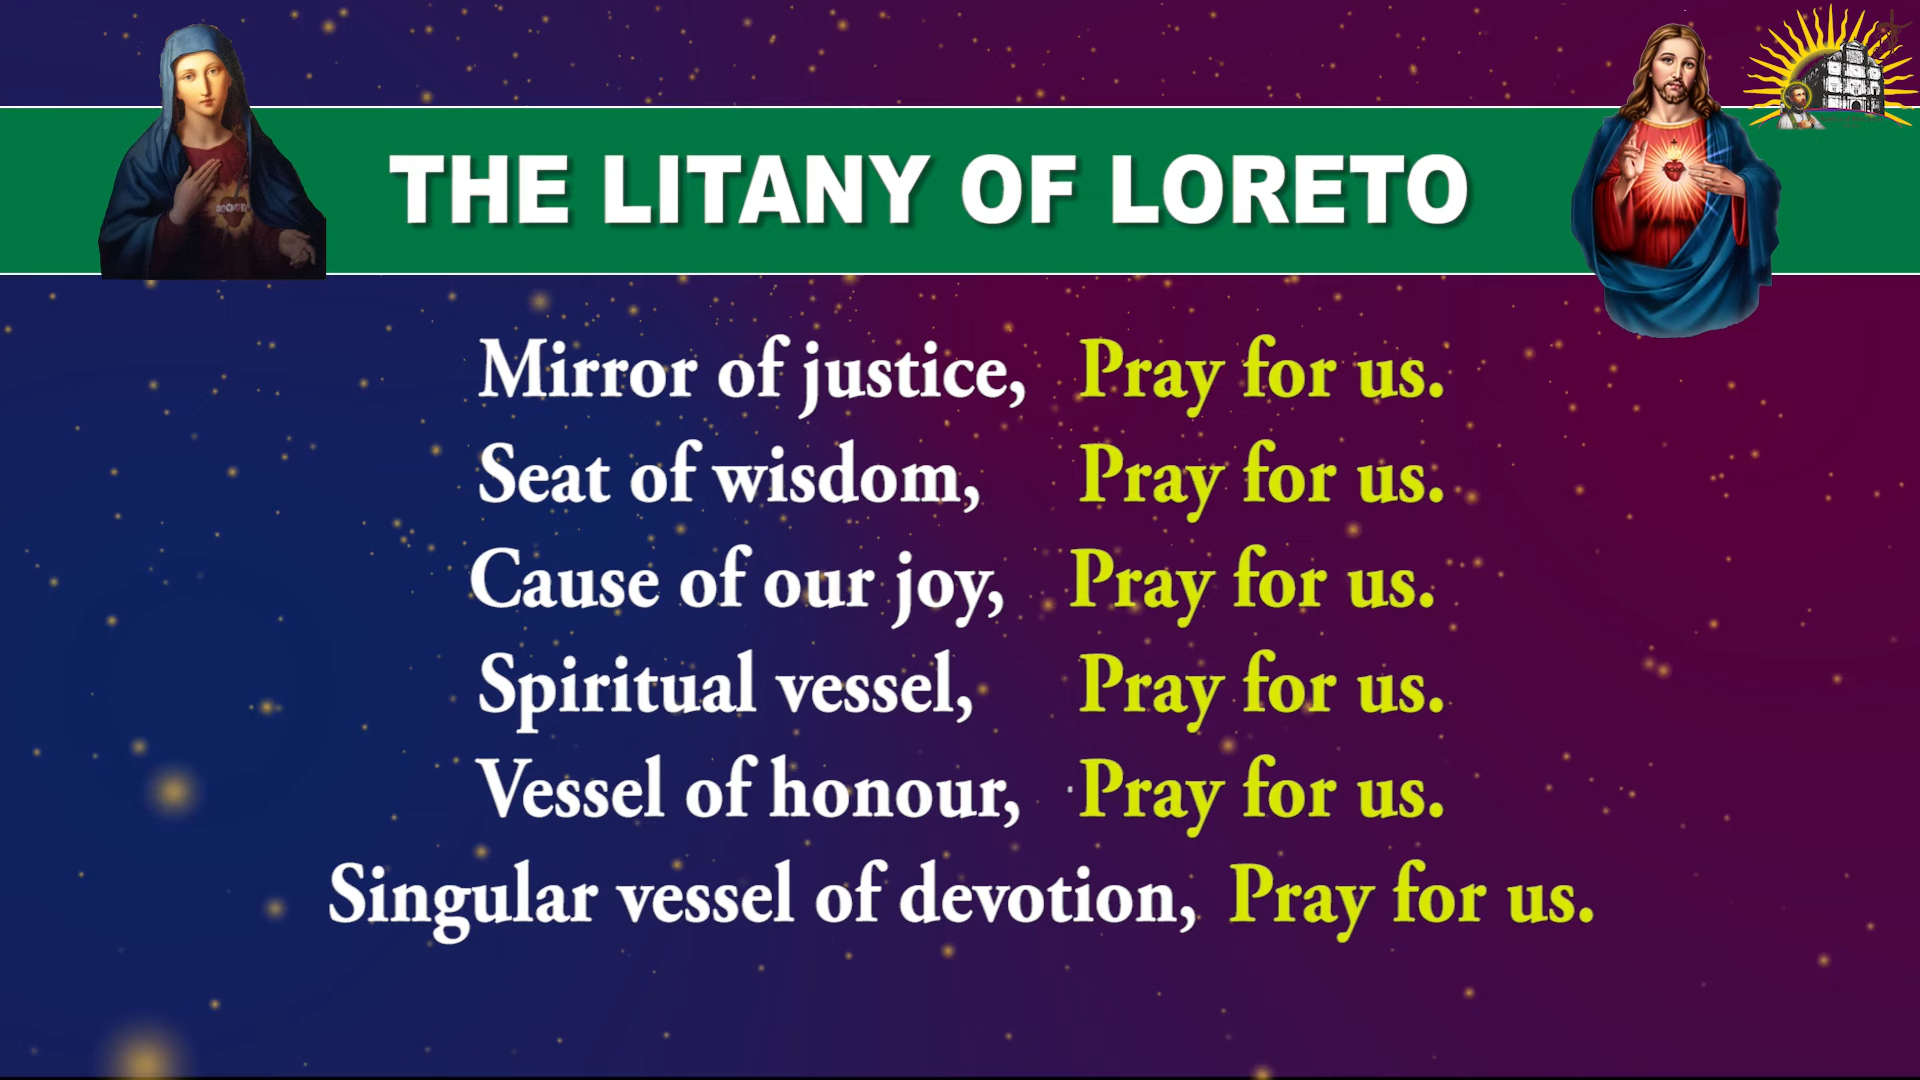 THE LITANY OF LORETO
Mirror of justice, Pray for us.
Seat of wisdom, Pray for us.
Cause of our joy, Pray for us.
Spiritual vessel, Pray for us.
Vessel of honour, Pray for us.
Singular vessel of devotion, Pray for us.